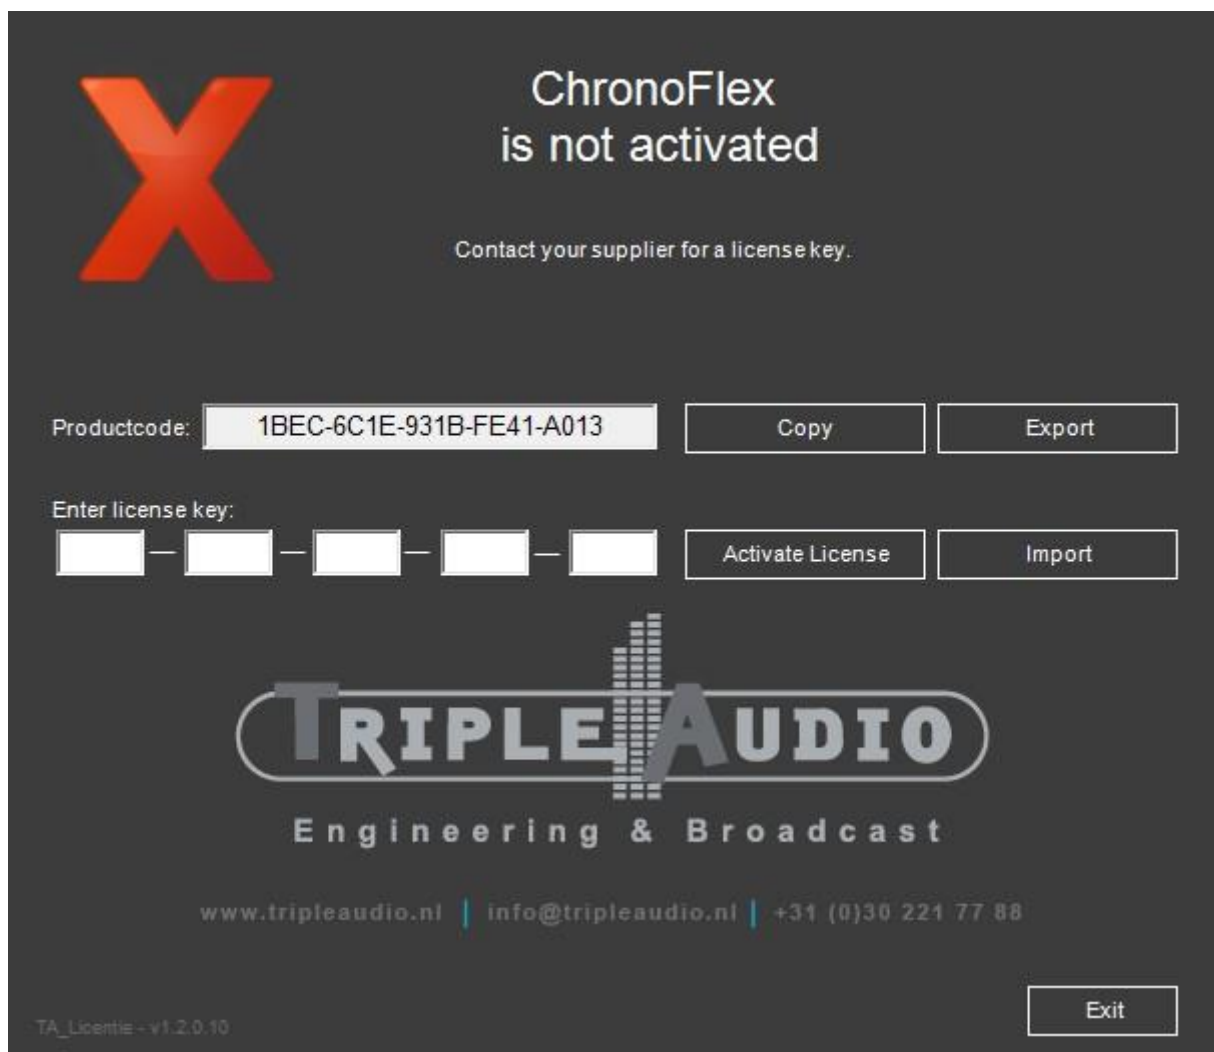 ChronoFlex
is not activated
Contact your supplier for a license key.
Productcode: 1BEC-6C1E-931B-FE41-A013 Copy Export
Enter license key:
— — — — Activate License Import
TRIPLE AUDIO
Engineering & Broadcast
www.tripleaudio.nl | info@tripleaudio.nl | +31 (0)30 221 77 88
Exit
TA_Licentie - v1.2.0.10